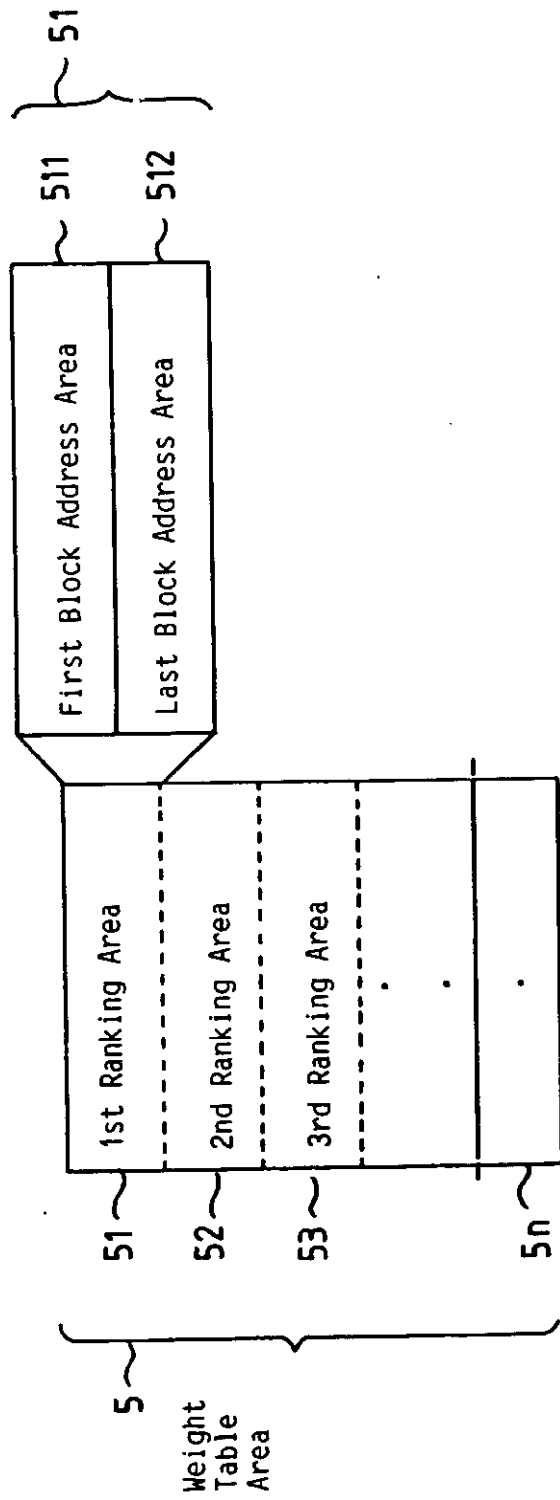 Weight
Table
Area
5
51
1st Ranking Area
52
2nd Ranking Area
53
3rd Ranking Area
5n
First Block Address Area
511
Last Block Address Area
512
51